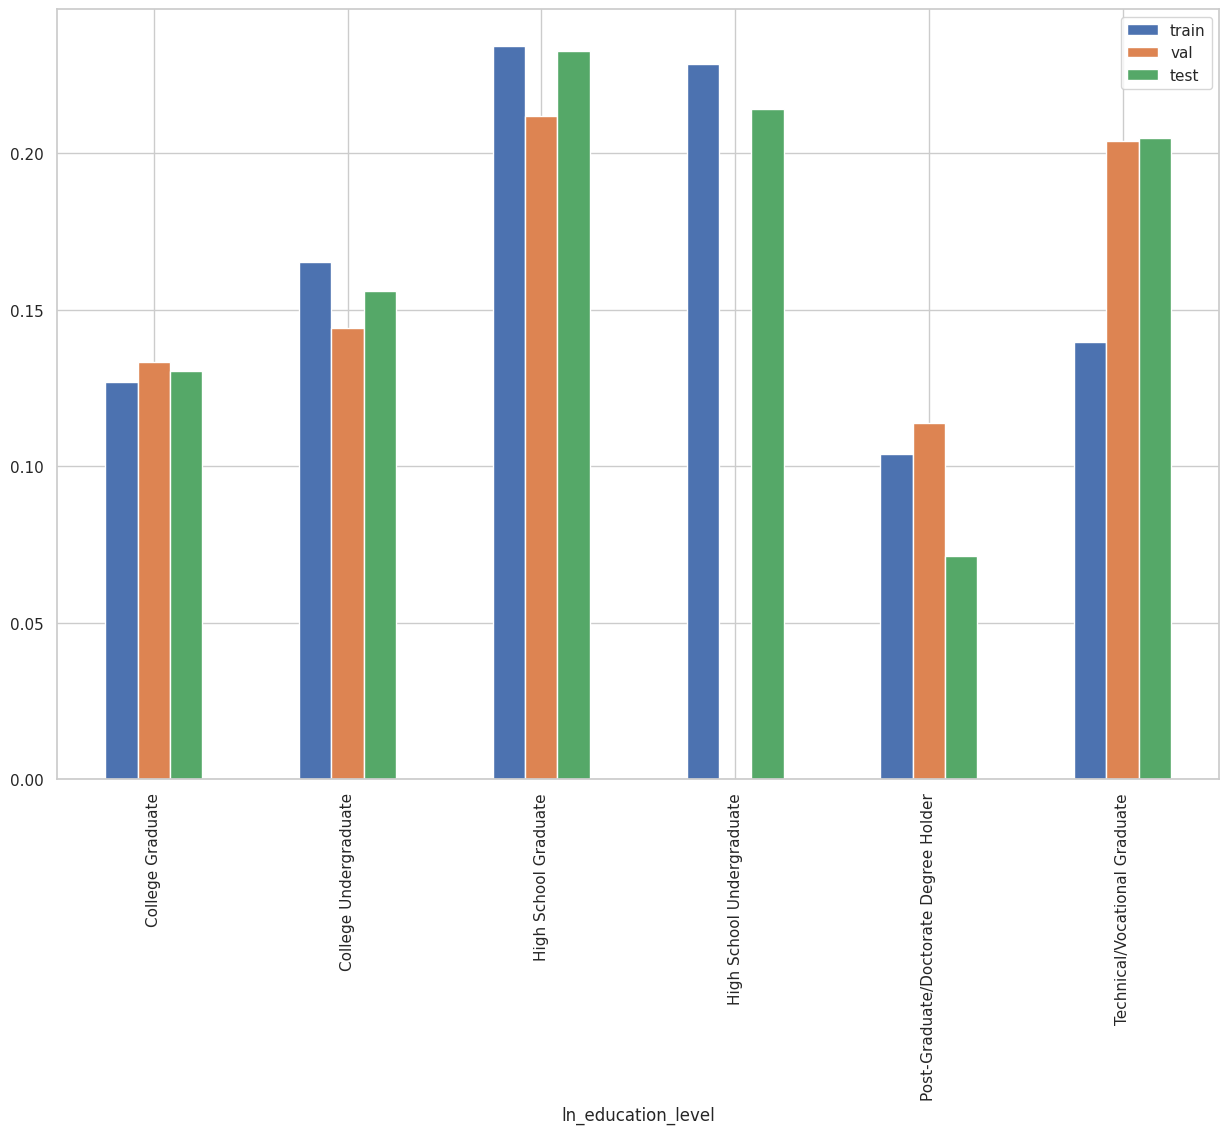 train
val
test
0.20
0.15
0.10
0.05
0.00
College Graduate
College Undergraduate
High School Graduate
High School Undergraduate
Post-Graduate/Doctorate Degree Holder
Technical/Vocational Graduate
ln_education_level